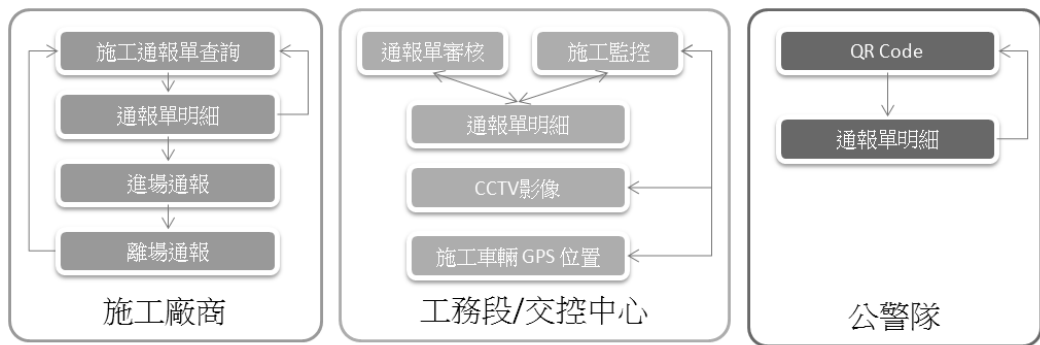 施工通報單查詢
通報單明細
進場通報
離場通報
施工廠商
通報單審核
施工監控
通報單明細
CCTV影像
施工車輛 GPS 位置
工務段/交控中心
QR Code
通報單明細
公警隊